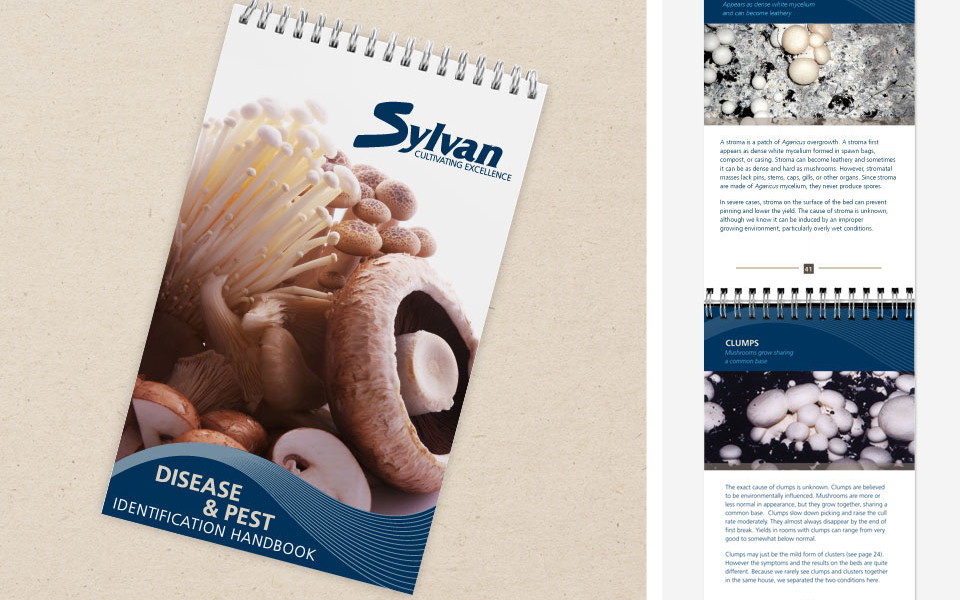 Sylvan
CULTIVATING EXCELLENCE
DISEASE
& PEST
IDENTIFICATION HANDBOOK
Appears as dense white mycelium
and can become leathery
A stroma is a patch of Agaricus overgrowth. A stroma first
appears as dense white mycelium formed in spawn bags,
compost, or casing. Stroma can become leathery and sometimes
it can be as dense and hard as mushrooms. However, stromatal
masses lack pins, stems, caps, gills, or other organs. Since stroma
are made of Agaricus mycelium, they never produce spores.
In severe cases, stroma on the surface of the bed can prevent
pinning and lower the yield. The cause of stroma is unknown,
although we know it can be induced by an improper
growing environment, particularly overly wet conditions.
41
CLUMPS
Mushrooms grow sharing
a common base
The exact cause of clumps is unknown. Clumps are believed
to be environmentally influenced. Mushrooms are more or
less normal in appearance, but they grow together, sharing a
common base. Clumps slow down picking and raise the cull
rate moderately. They almost always disappear by the end of
first break. Yields in rooms with clumps can range from very
good to somewhat below normal.
Clumps may just be the mild form of clusters (see page 24).
However the symptoms and the results on the beds are quite
different. Because we rarely see clumps and clusters together
in the same house, we separated the two conditions here.